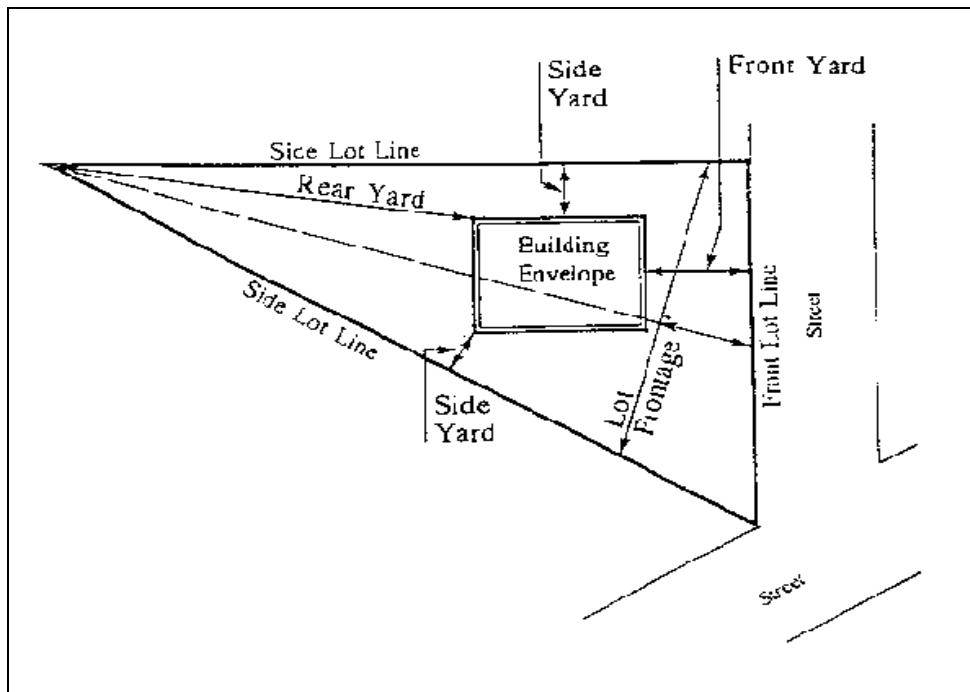 Side
Yard
Front Yard
Side Lot Line
Rear Yard
Building
Envelope
Side Lot Line
Front Lot Line
Street
Lot
Frontage
Side
Yard
Street